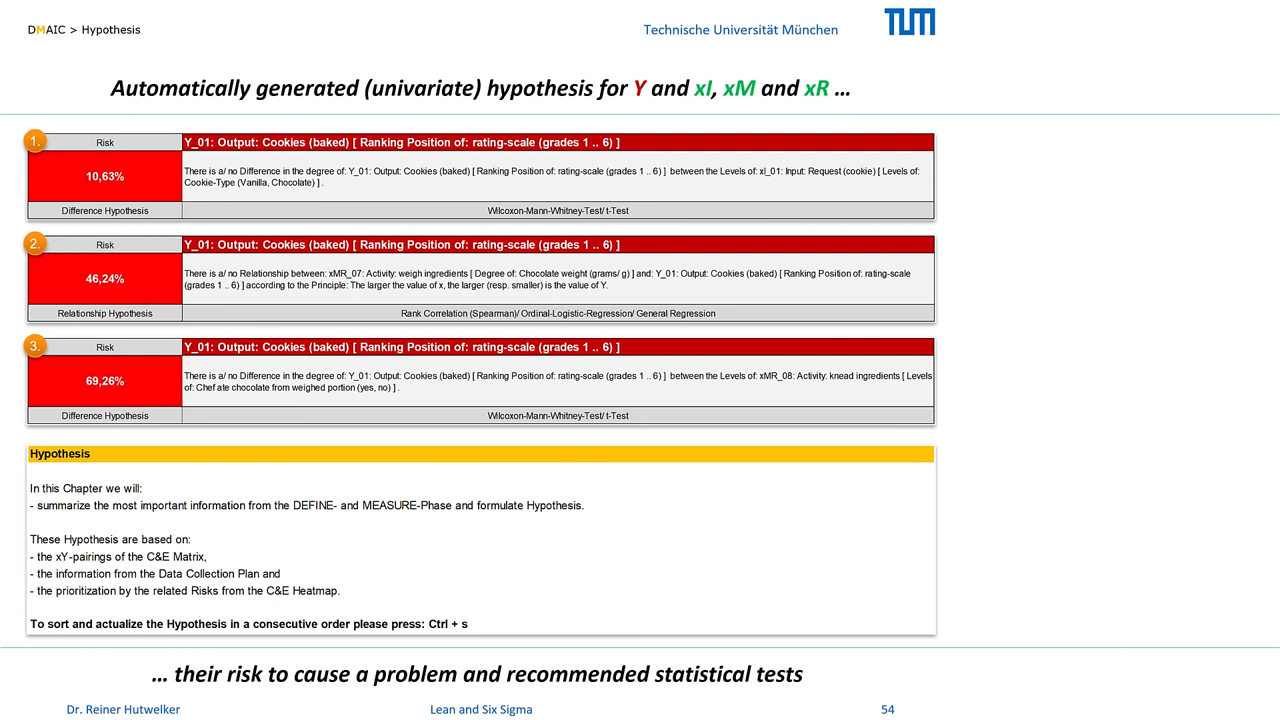 DMAIC > Hypothesis
Technische Universität München
TUM
Automatically generated (univariate) hypothesis for Y and xI, xM and xR ...
1.
Risk
Y_01: Output: Cookies (baked) [ Ranking Position of: rating-scale (grades 1 .. 6) ]
10,63%
There is a/ no Difference in the degree of: Y_01: Output: Cookies (baked) [ Ranking Position of: rating-scale (grades 1 .. 6) ] between the Levels of: xI_01: Input: Request (cookie) [ Levels of:
Cookie-Type (Vanilla, Chocolate) ] .
Difference Hypothesis
Wilcoxon-Mann-Whitney-Test/ t-Test
2.
Risk
Y_01: Output: Cookies (baked) [ Ranking Position of: rating-scale (grades 1 .. 6) ]
46,24%
There is a/ no Relationship between: xMR_07: Activity: weigh ingredients [ Degree of: Chocolate weight (grams/ g) ] and: Y_01: Output: Cookies (baked) [ Ranking Position of: rating-scale
(grades 1 .. 6) ] according to the Principle: The larger the value of x, the larger (resp. smaller) is the value of Y.
Relationship Hypothesis
Rank Correlation (Spearman)/ Ordinal-Logistic-Regression/ General Regression
3.
Risk
Y_01: Output: Cookies (baked) [ Ranking Position of: rating-scale (grades 1 .. 6) ]
69,26%
There is a/ no Difference in the degree of: Y_01: Output: Cookies (baked) [ Ranking Position of: rating-scale (grades 1 .. 6) ] between the Levels of: xMR_08: Activity: knead ingredients [ Levels
of: Chef ate chocolate from weighed portion (yes, no) ] .
Difference Hypothesis
Wilcoxon-Mann-Whitney-Test/ t-Test
Hypothesis
In this Chapter we will:
- summarize the most important information from the DEFINE- and MEASURE-Phase and formulate Hypothesis.
These Hypothesis are based on:
- the xY-pairings of the C&E Matrix,
- the information from the Data Collection Plan and
- the prioritization by the related Risks from the C&E Heatmap.
To sort and actualize the Hypothesis in a consecutive order please press: Ctrl + s
... their risk to cause a problem and recommended statistical tests
Dr. Reiner Hutwelker
Lean and Six Sigma
54